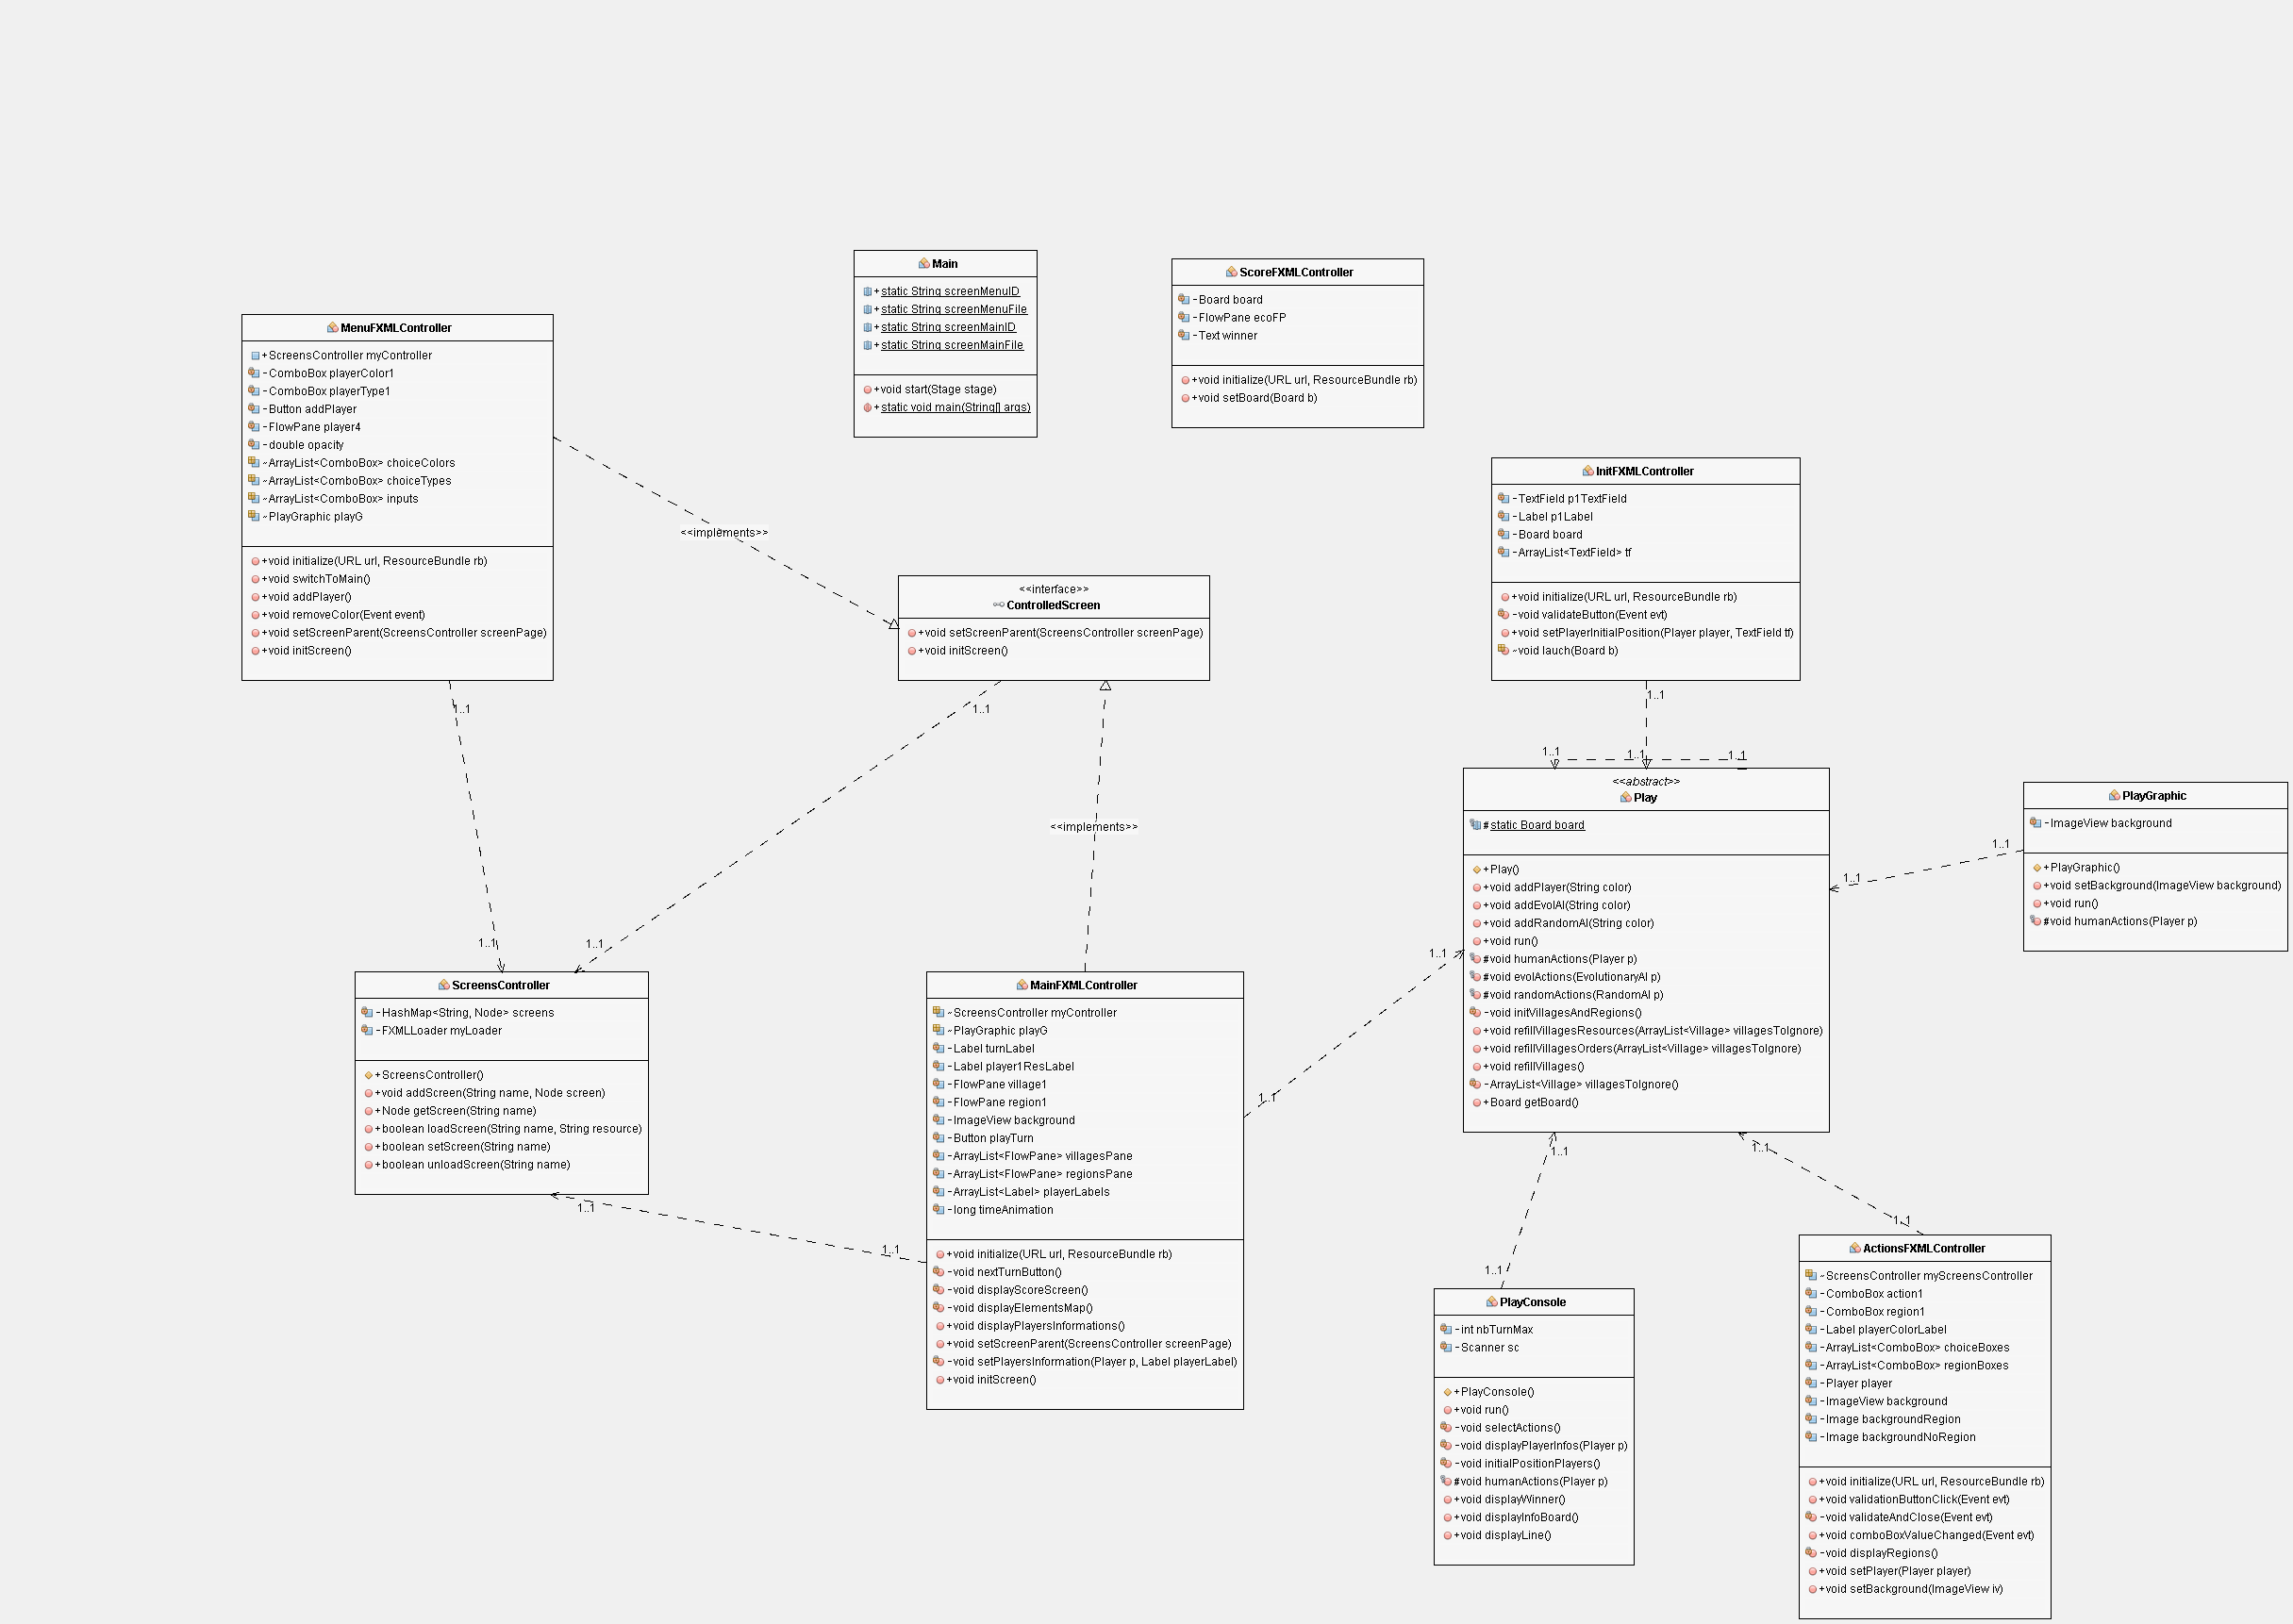 Main
+static String screenMenuID
+static String screenMenuFile
+static String screenMainID
+static String screenMainFile
+void start(Stage stage)
+static void main(String[] args)
ScoreFXMLController
-Board board
-FlowPane ecoFP
-Text winner
+void initialize(URL url, ResourceBundle rb)
+void setBoard(Board b)
MenuFXMLController
+ScreensController myController
-ComboBox playerColor1
-ComboBox playerType1
-Button addPlayer
-FlowPane player4
-double opacity
~ArrayList<ComboBox> choiceColors
~ArrayList<ComboBox> choiceTypes
~ArrayList<ComboBox> inputs
~PlayGraphic playG
+void initialize(URL url, ResourceBundle rb)
+void switchToMain()
+void addPlayer()
+void removeColor(Event event)
+void setScreenParent(ScreensController screenPage)
+void initScreen()
<<implements>>
InitFXMLController
-TextField p1TextField
-Label p1Label
-Board board
-ArrayList<TextField> tf
+void initialize(URL url, ResourceBundle rb)
-void validateButton(Event evt)
+void setPlayerInitialPosition(Player player, TextField tf)
~void lauch(Board b)
<<interface>>
ControlledScreen
+void setScreenParent(ScreensController screenPage)
+void initScreen()
1..1
1..1
1..1
1..1
1..1
1..1
<<abstract>>
Play
#static Board board
+Play()
+void addPlayer(String color)
+void addEvolAI(String color)
+void addRandomAI(String color)
+void run()
#void humanActions(Player p)
#void evolActions(EvolutionaryAI p)
#void randomActions(RandomAI p)
-void initVillagesAndRegions()
+void refillVillagesResources(ArrayList<Village> villagesToIgnore)
+void refillVillagesOrders(ArrayList<Village> villagesToIgnore)
+void refillVillages()
-ArrayList<Village> villagesToIgnore()
+Board getBoard()
PlayGraphic
-ImageView background
+PlayGraphic()
+void setBackground(ImageView background)
+void run()
#void humanActions(Player p)
<<implements>>
1..1
1..1
1..1
1..1
1..1
1..1
ScreensController
-HashMap<String, Node> screens
-FXMLLoader myLoader
+ScreensController()
+void addScreen(String name, Node screen)
+Node getScreen(String name)
+boolean loadScreen(String name, String resource)
+boolean setScreen(String name)
+boolean unloadScreen(String name)
MainFXMLController
~ScreensController myController
~PlayGraphic playG
-Label turnLabel
-Label player1ResLabel
-FlowPane village1
-FlowPane region1
-ImageView background
-Button playTurn
-ArrayList<FlowPane> villagesPane
-ArrayList<FlowPane> regionsPane
-ArrayList<Label> playerLabels
-long timeAnimation
+void initialize(URL url, ResourceBundle rb)
-void nextTurnButton()
-void displayScoreScreen()
-void displayElementsMap()
+void displayPlayersInformations()
+void setScreenParent(ScreensController screenPage)
-void setPlayersInformation(Player p, Label playerLabel)
+void initScreen()
1..1
1..1
1..1
1..1
1..1
1..1
PlayConsole
-int nbTurnMax
-Scanner sc
+PlayConsole()
+void run()
-void selectActions()
-void displayPlayerInfos(Player p)
-void initialPositionPlayers()
#void humanActions(Player p)
+void displayWinner()
+void displayInfoBoard()
+void displayLine()
ActionsFXMLController
~ScreensController myScreensController
-ComboBox action1
-ComboBox region1
-Label playerColorLabel
-ArrayList<ComboBox> choiceBoxes
-ArrayList<ComboBox> regionBoxes
-Player player
-ImageView background
-Image backgroundRegion
-Image backgroundNoRegion
+void initialize(URL url, ResourceBundle rb)
+void validationButtonClick(Event evt)
-void validateAndClose(Event evt)
+void comboBoxValueChanged(Event evt)
-void displayRegions()
+void setPlayer(Player player)
+void setBackground(ImageView iv)